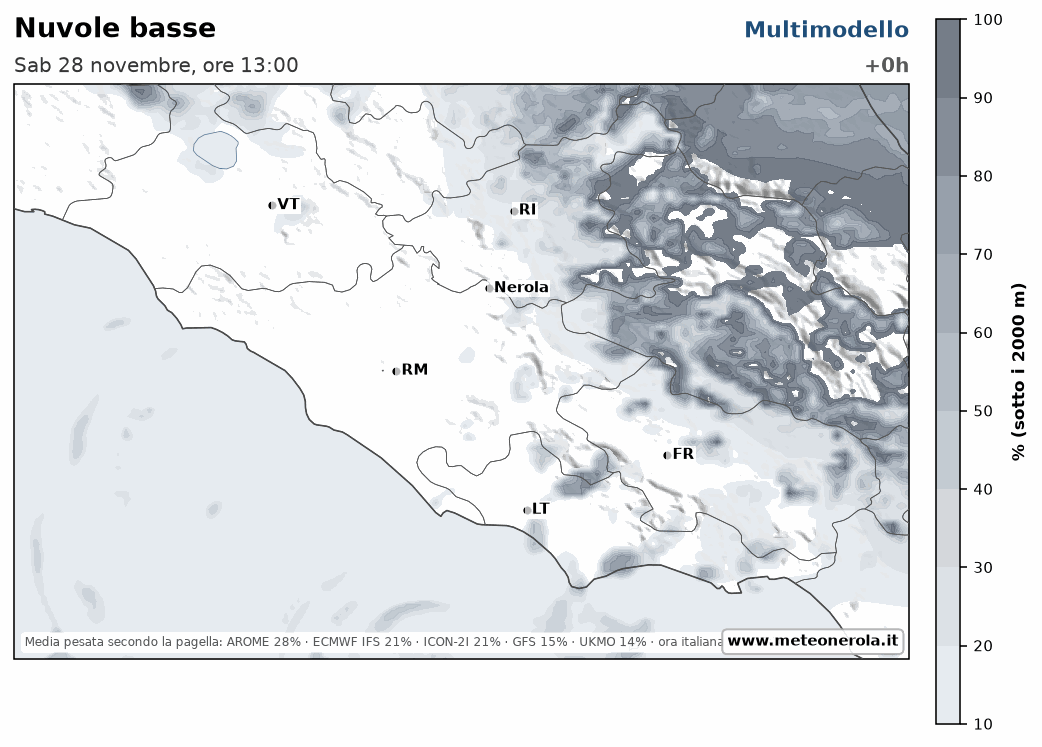 Nuvole basse
Multimodello
Sab 28 novembre, ore 13:00
+0h
VT
RI
Nerola
RM
FR
LT
Media pesata secondo la pagella: AROME 28% · ECMWF IFS 21% · ICON-2I 21% · GFS 15% · UKMO 14% · ora italiana
www.meteonerola.it
100
90
80
70
60
50
40
30
20
10
% (sotto i 2000 m)